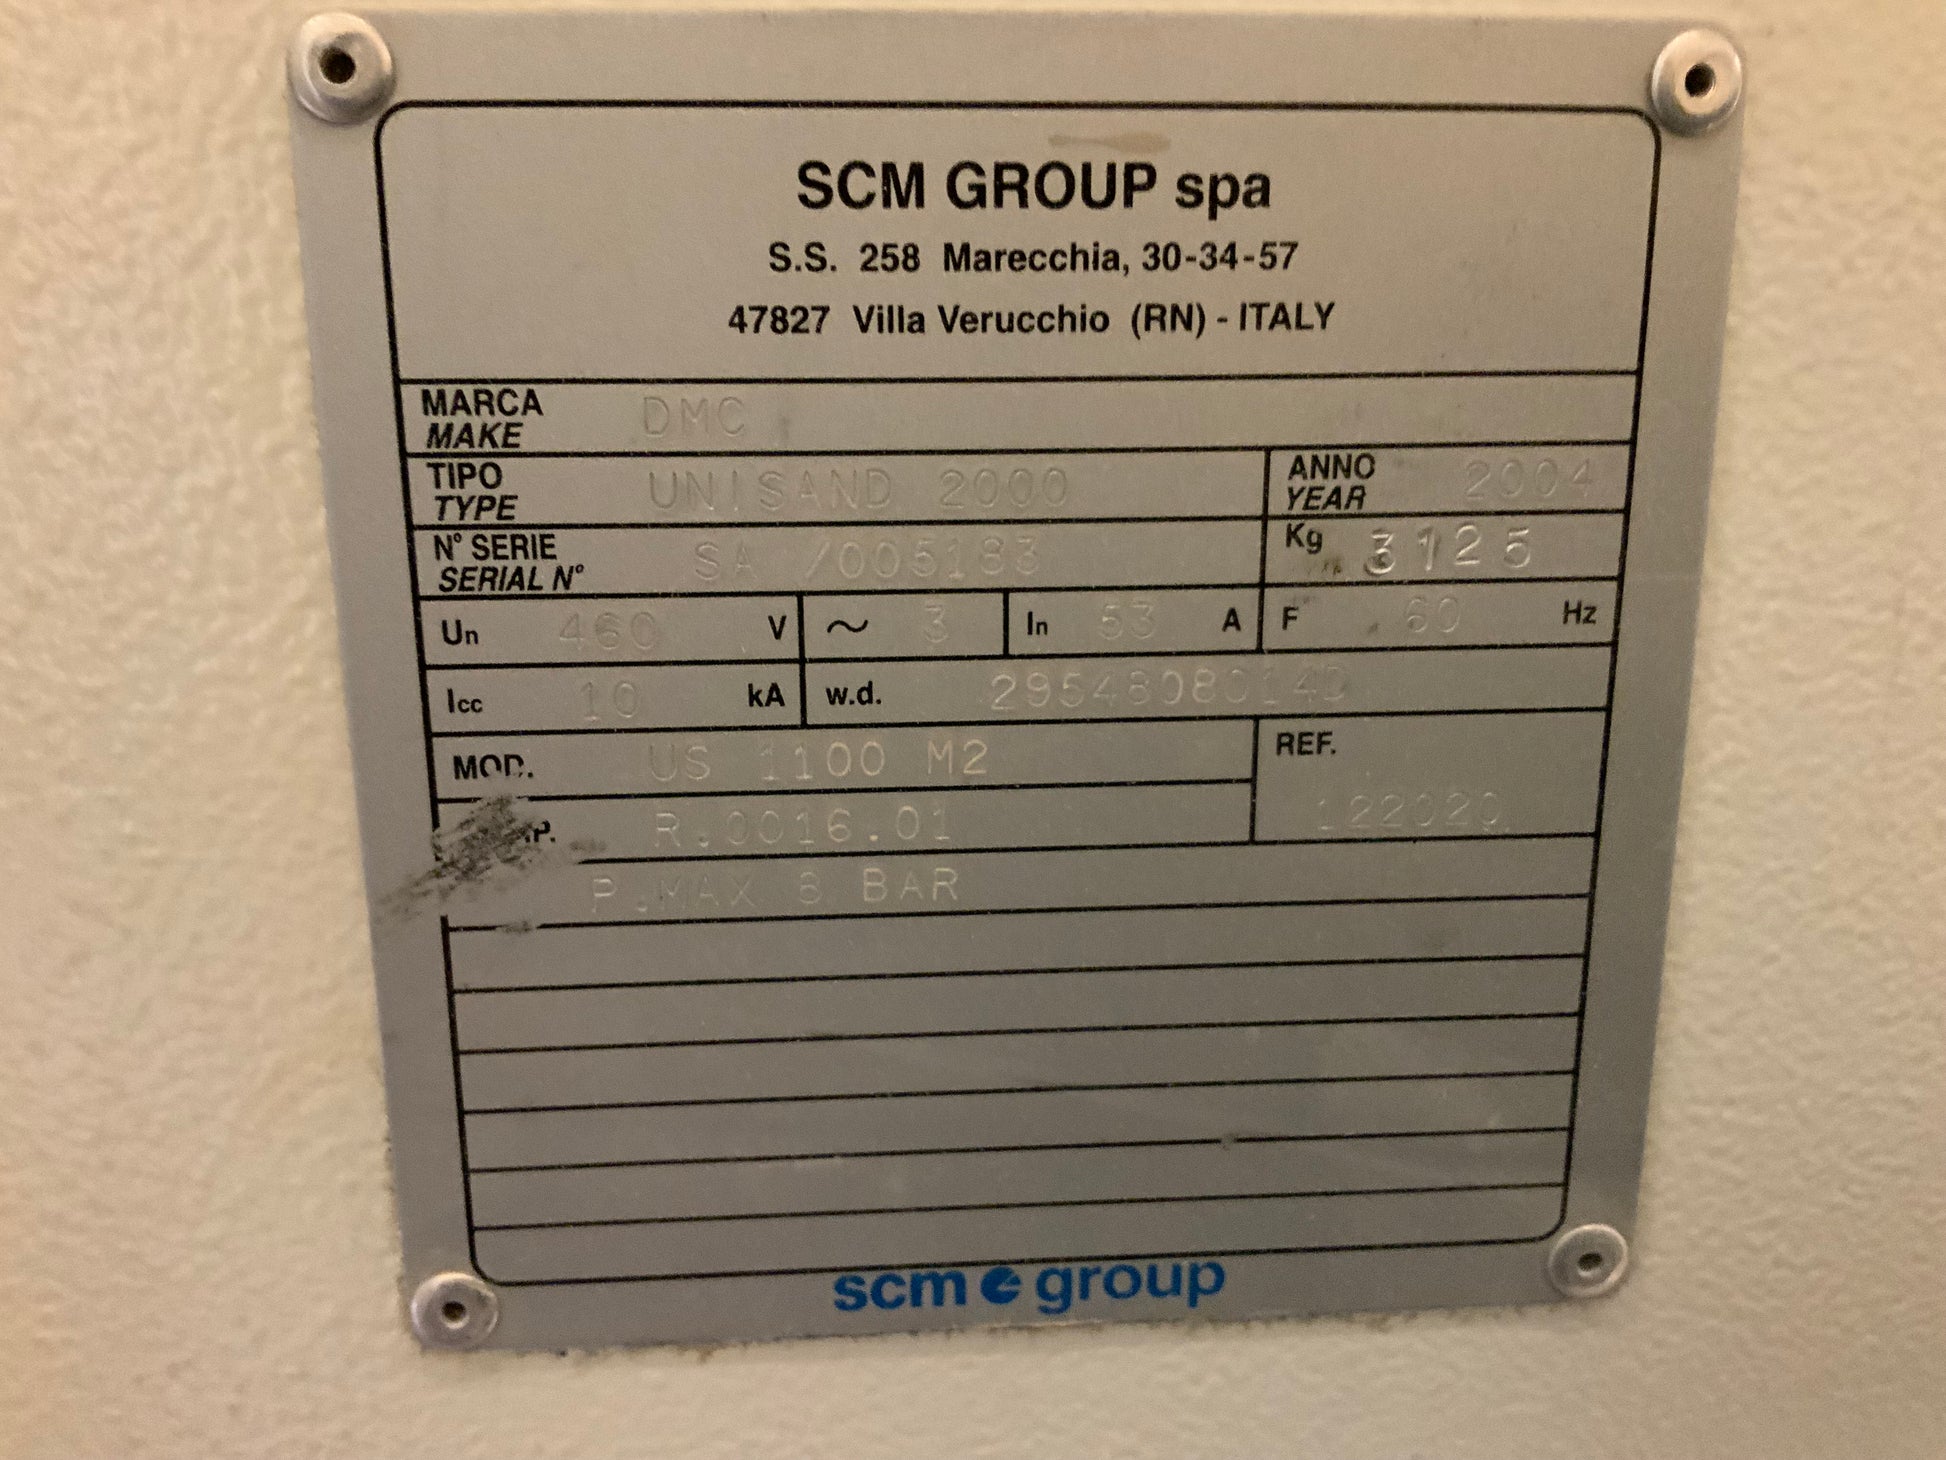 SCM GROUP spa
S.S. 258 Marecchia, 30-34-57
47827 Villa Verucchio (RN) - ITALY
MARCA DMC
MAKE
TIPO UNISAND 2000 ANNO 2004
TYPE YEAR
N° SERIE SA /005183 Kg 3125
SERIAL N°
Un 460 V ~ 3 In 53 A F 60 Hz
Icc 10 kA w.d.
MOD. US 1100 M2 REF.
R.0016.01 122020
P.MAX 8 BAR
scm group